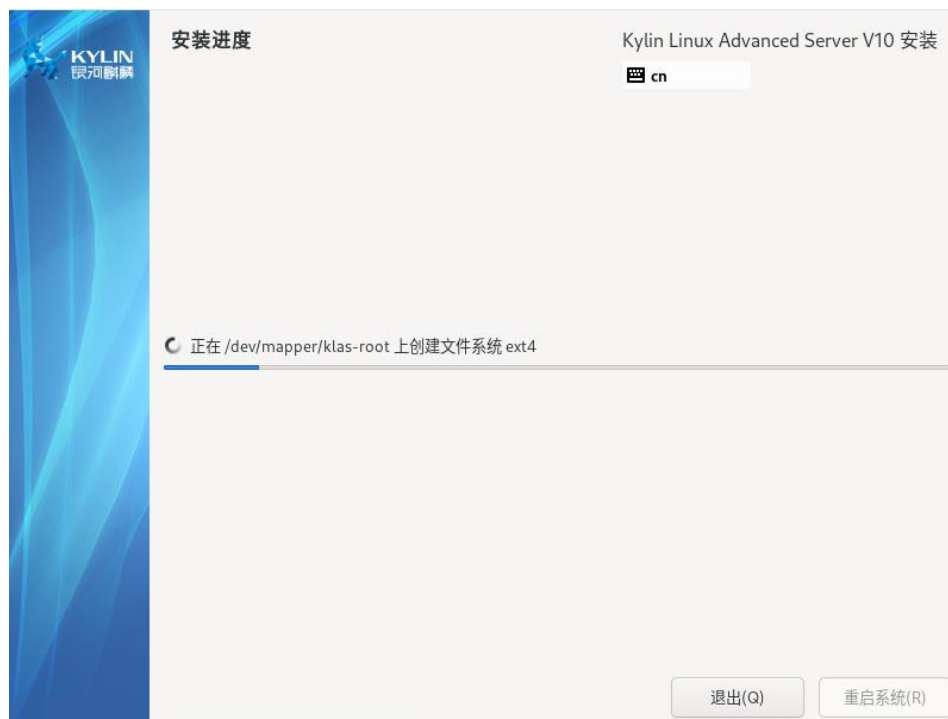 KYLIN
银河麒麟
安装进度
Kylin Linux Advanced Server V10 安装
cn
正在 /dev/mapper/klas-root 上创建文件系统 ext4
退出(Q)
重启系统(R)